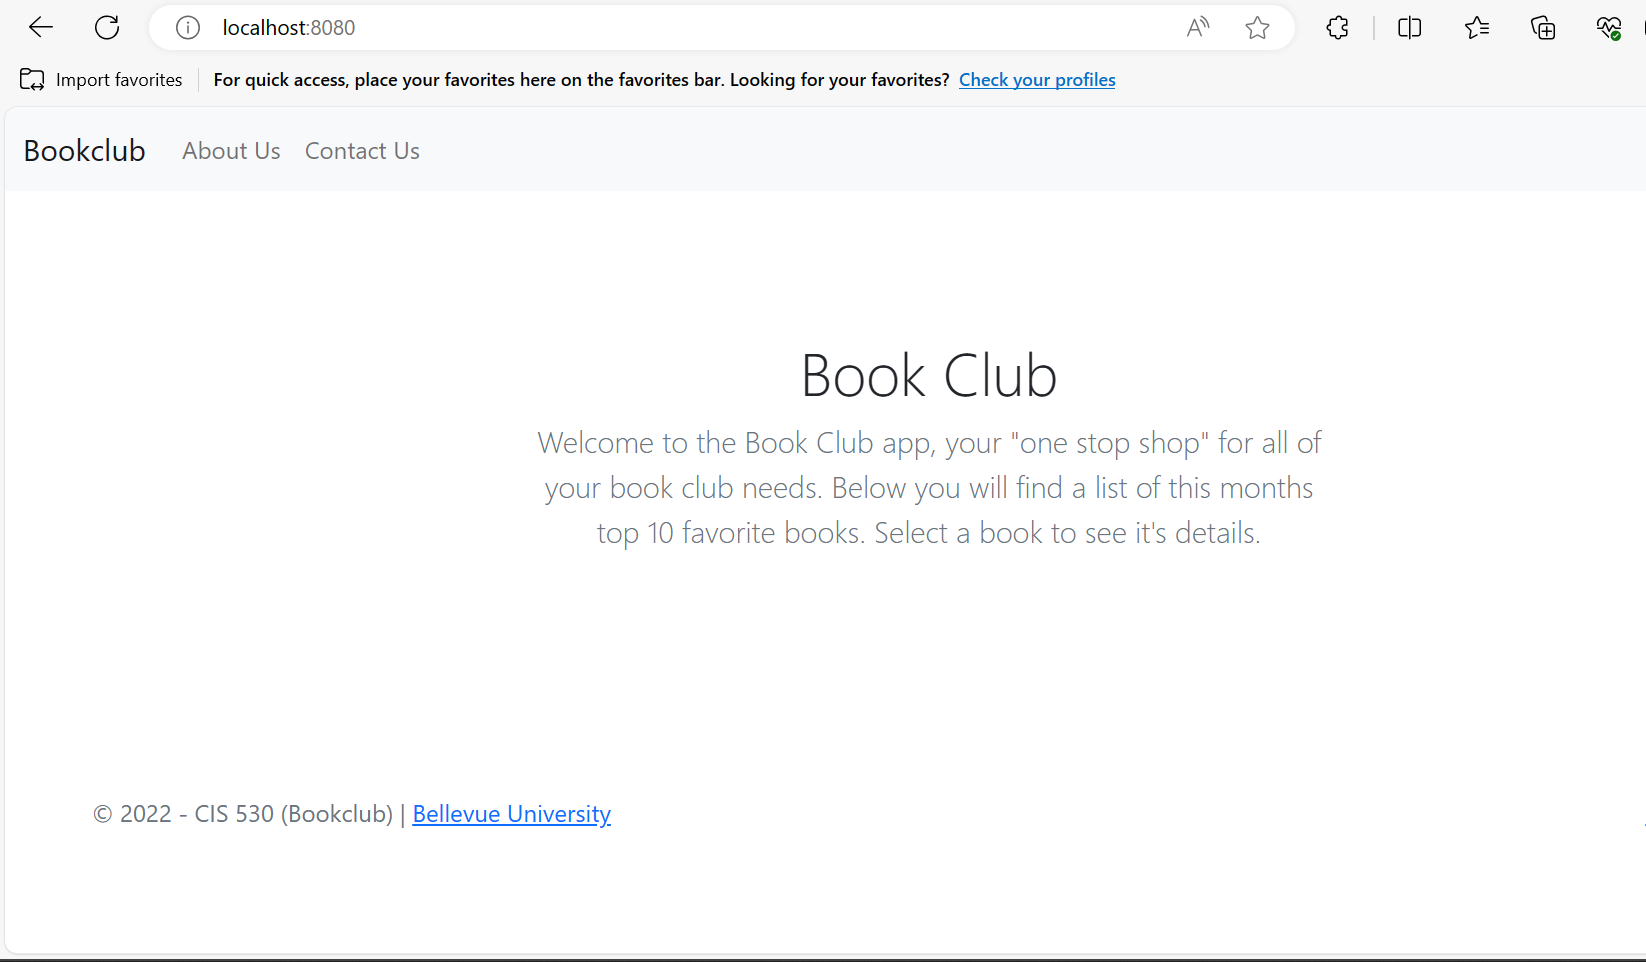 localhost:8080
Import favorites For quick access, place your favorites here on the favorites bar. Looking for your favorites? Check your profiles
Bookclub About Us Contact Us
Book Club
Welcome to the Book Club app, your "one stop shop" for all of
your book club needs. Below you will find a list of this months
top 10 favorite books. Select a book to see it's details.
© 2022 - CIS 530 (Bookclub) | Bellevue University